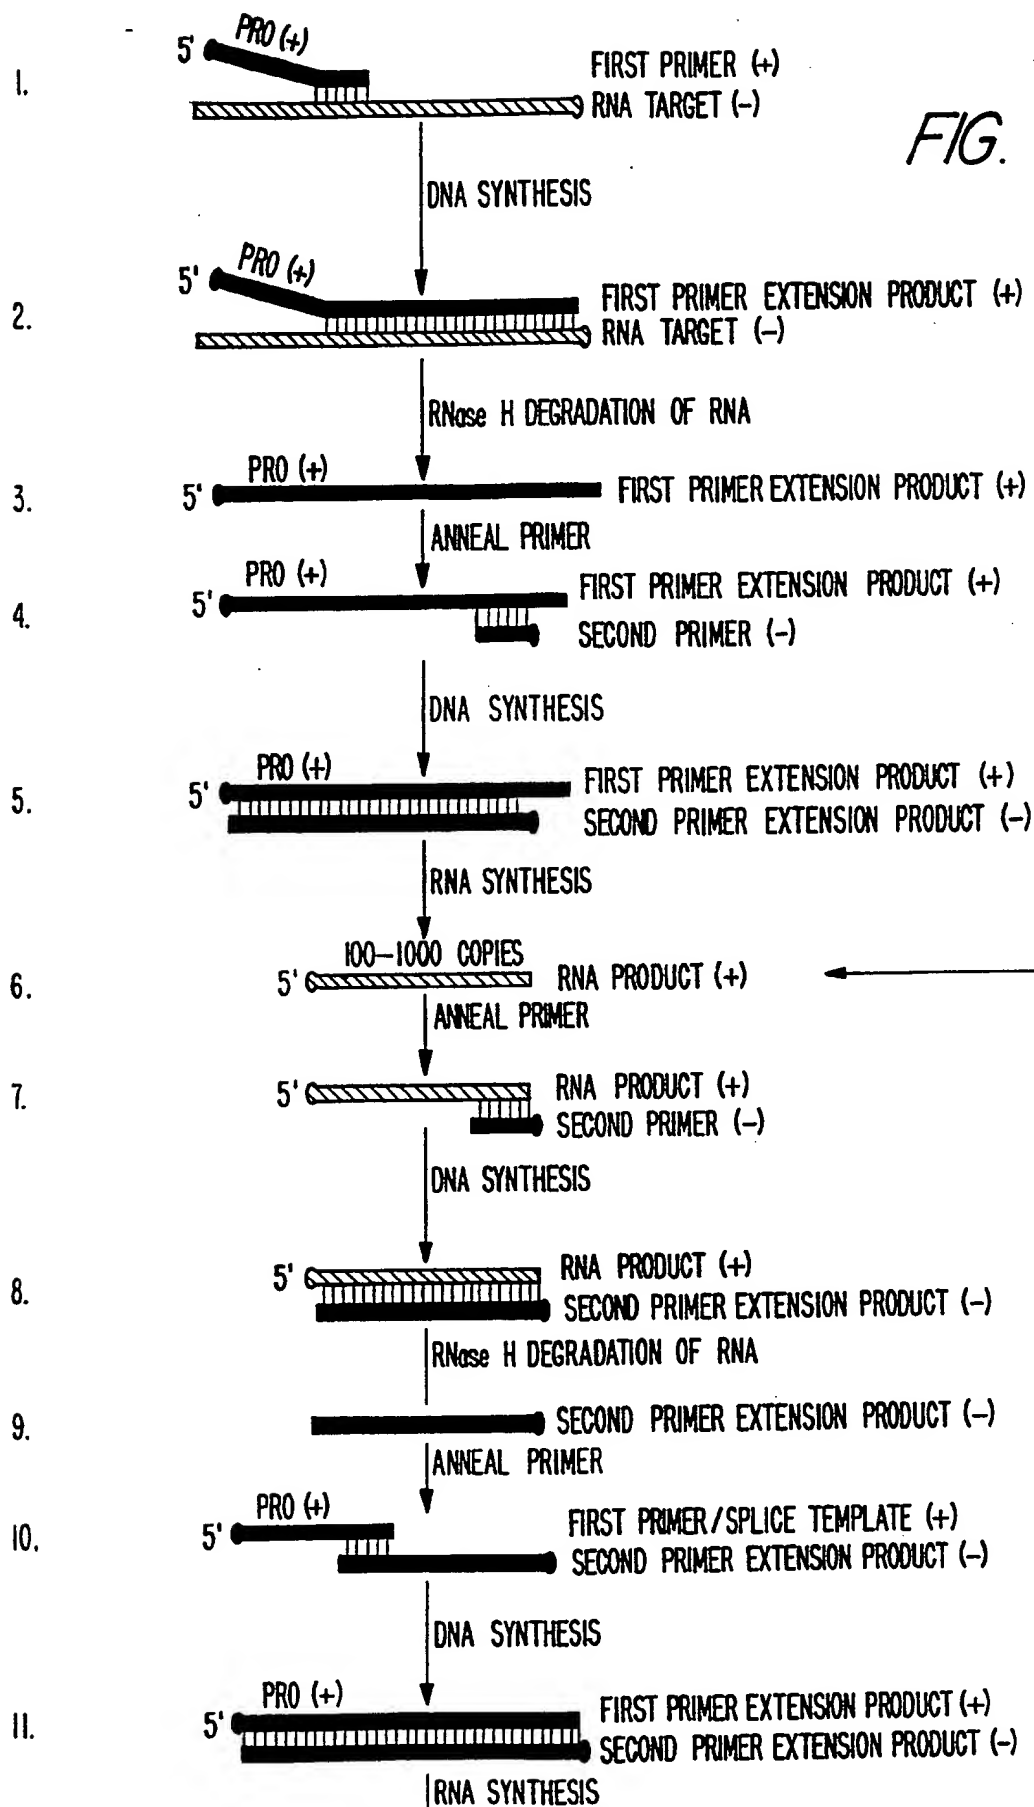 PRO (+)
5'
1.
FIRST PRIMER (+)
RNA TARGET (-)
FIG.
DNA SYNTHESIS
PRO (+)
5'
2.
FIRST PRIMER EXTENSION PRODUCT (+)
RNA TARGET (-)
RNase H DEGRADATION OF RNA
PRO (+)
3.
5'
FIRST PRIMER EXTENSION PRODUCT (+)
ANNEAL PRIMER
PRO (+)
4.
5'
FIRST PRIMER EXTENSION PRODUCT (+)
SECOND PRIMER (-)
DNA SYNTHESIS
PRO (+)
5.
5'
FIRST PRIMER EXTENSION PRODUCT (+)
SECOND PRIMER EXTENSION PRODUCT (-)
RNA SYNTHESIS
100-1000 COPIES
6.
5'
RNA PRODUCT (+)
ANNEAL PRIMER
7.
5'
RNA PRODUCT (+)
SECOND PRIMER (-)
DNA SYNTHESIS
8.
5'
RNA PRODUCT (+)
SECOND PRIMER EXTENSION PRODUCT (-)
RNase H DEGRADATION OF RNA
9.
SECOND PRIMER EXTENSION PRODUCT (-)
ANNEAL PRIMER
PRO (+)
10.
5'
FIRST PRIMER/SPLICE TEMPLATE (+)
SECOND PRIMER EXTENSION PRODUCT (-)
DNA SYNTHESIS
PRO (+)
11.
5'
FIRST PRIMER EXTENSION PRODUCT (+)
SECOND PRIMER EXTENSION PRODUCT (-)
RNA SYNTHESIS